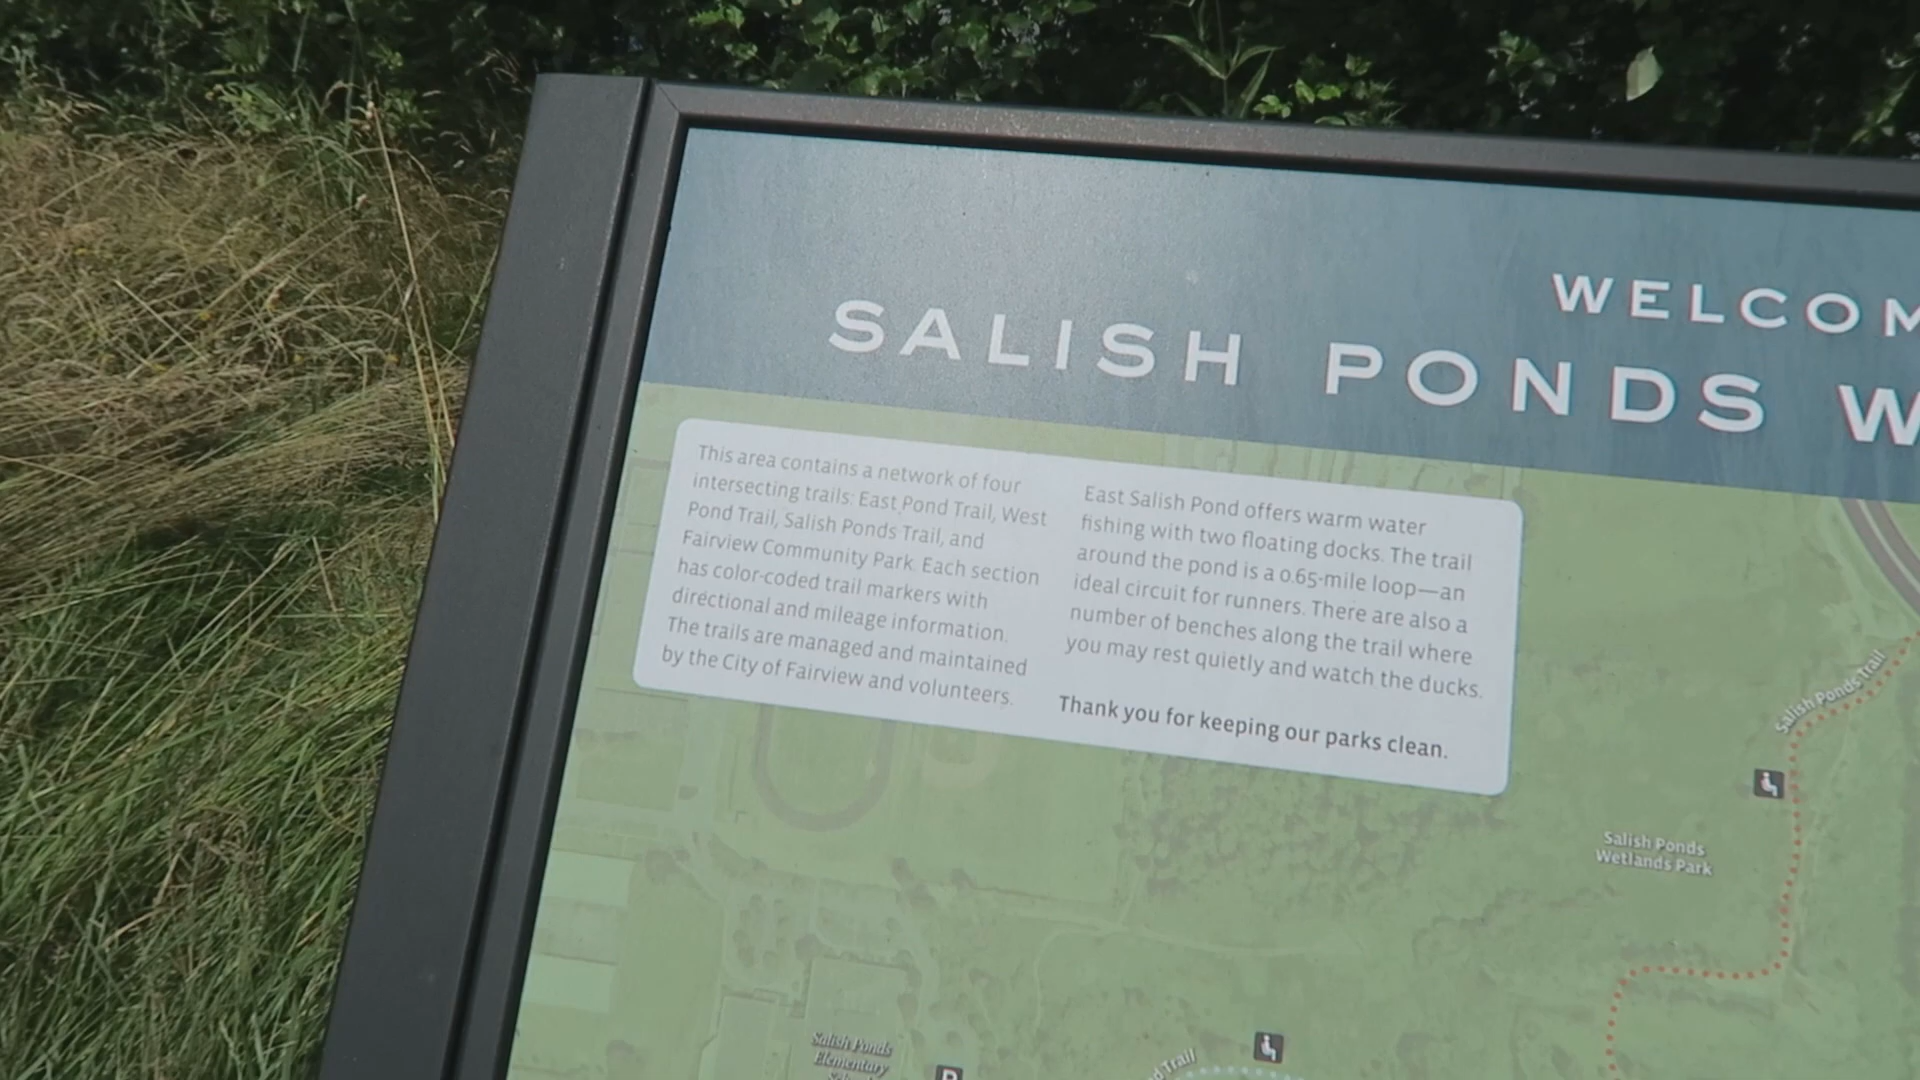 WELCOM
SALISH PONDS W
This area contains a network of four
intersecting trails: East Pond Trail, West
Pond Trail, Salish Ponds Trail, and
Fairview Community Park. Each section
has color-coded trail markers with
directional and mileage information.
The trails are managed and maintained
by the City of Fairview and volunteers.
East Salish Pond offers warm water
fishing with two floating docks. The trail
around the pond is a 0.65-mile loop—an
ideal circuit for runners. There are also a
number of benches along the trail where
you may rest quietly and watch the ducks.
Thank you for keeping our parks clean.
Salish Ponds Trail
Salish Ponds
Wetlands Park
Salish Ponds
Elementary
d Trail
P